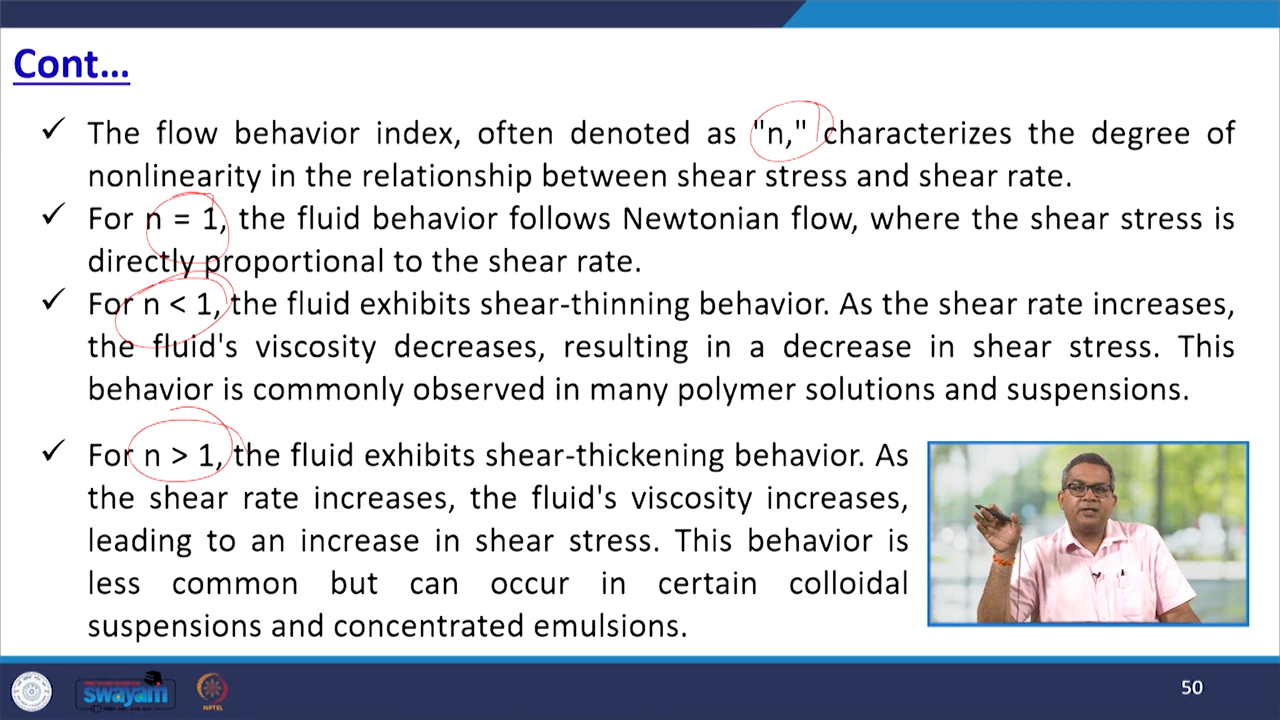 Cont...
✓ The flow behavior index, often denoted as "n," characterizes the degree of
nonlinearity in the relationship between shear stress and shear rate.
✓ For n = 1, the fluid behavior follows Newtonian flow, where the shear stress is
directly proportional to the shear rate.
✓ For n < 1, the fluid exhibits shear-thinning behavior. As the shear rate increases,
the fluid's viscosity decreases, resulting in a decrease in shear stress. This
behavior is commonly observed in many polymer solutions and suspensions.
✓ For n > 1, the fluid exhibits shear-thickening behavior. As
the shear rate increases, the fluid's viscosity increases,
leading to an increase in shear stress. This behavior is
less common but can occur in certain colloidal
suspensions and concentrated emulsions.
swayam
NPTEL
50